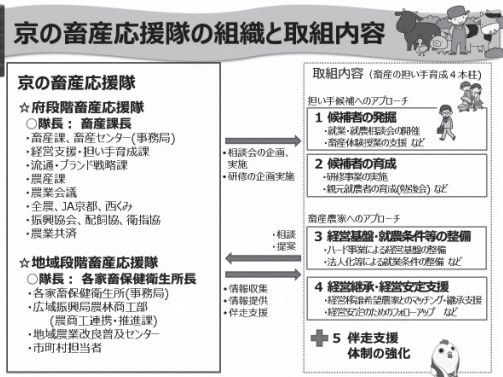 京の畜産応援隊の組織と取組内容
京の畜産応援隊
☆府段階畜産応援隊
○隊長：畜産課長
・畜産課、畜産センター(事務局)
・経営支援・担い手育成課
・流通・ブランド戦略課
・農産課
・農業会議
・全農、JA京都、西くみ
・振興協会、配飼協、衛指協
・農業共済
☆地域段階畜産応援隊
○隊長：各家畜保健衛生所長
・各家畜保健衛生所(事務局)
・広域振興局農林商工部
(農商工連携・推進課)
・地域農業改良普及センター
・市町村担当者
・相談会の企画、
実施
・研修の企画実施
・相談
・提案
・情報収集
・情報提供
・伴走支援
取組内容（畜産の担い手育成４本柱）
担い手候補へのアプローチ
１ 候補者の発掘
・就業・就農相談会の開催
・畜産体験授業の支援 など
２ 候補者の育成
・研修事業の実施
・親元就農者の育成(勉強会) など
畜産農家へのアプローチ
３ 経営基盤・就農条件等の整備
・ハード事業による経営基盤の整備
・法人化等による就業条件の整備 など
４ 経営継承・経営安定支援
・経営移譲希望農家とのマッチング・継承支援
・経営安定のためのフォローアップ など
５ 伴走支援
体制の強化